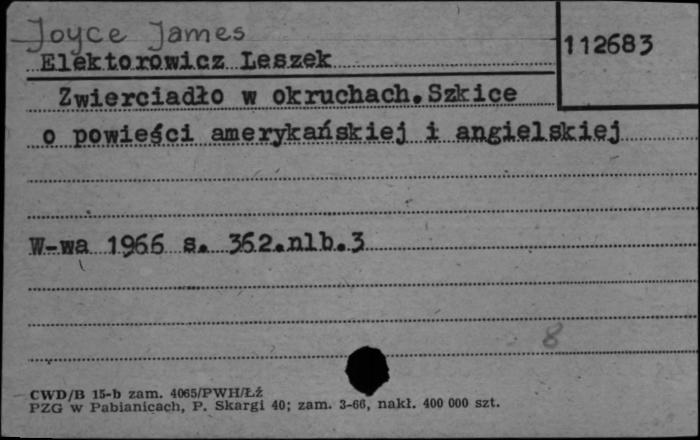 Joyce James
112683
Elektorowicz Leszek
Zwierciadło w okruchach.Szkice
o powieści amerykańskiej i angielskiej
W-wa 1966 s. 362.nlb.3
8
CWD/B 15-b zam. 4065/PWH/Łź
PZG w Pabianicach, P. Skargi 40; zam. 3-66, nakł. 400 000 szt.